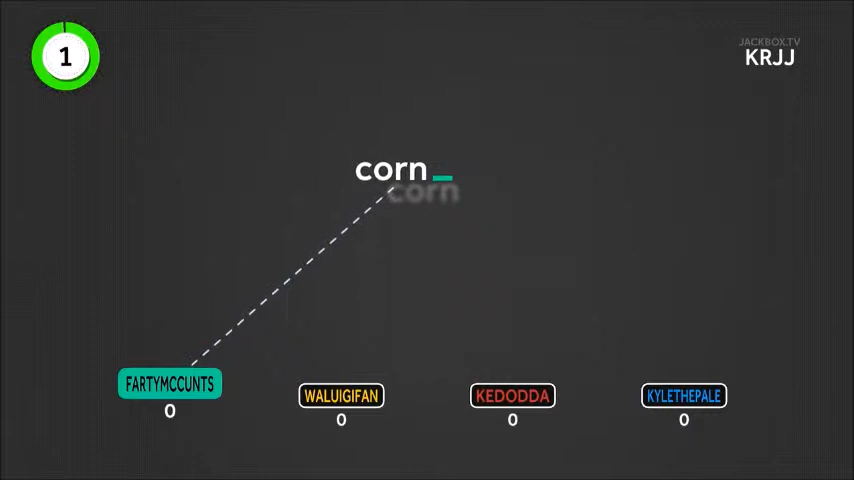 1
JACKBOX.TV
KRJJ
corn_
corn
FARTYMCCUNTS
WALUIGIFAN
KEDODDA
KYLETHEPALE
0
0
0
0